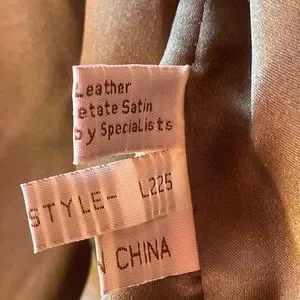 Leather
etate Satin
by Specialists
STYLE- L225
N CHINA